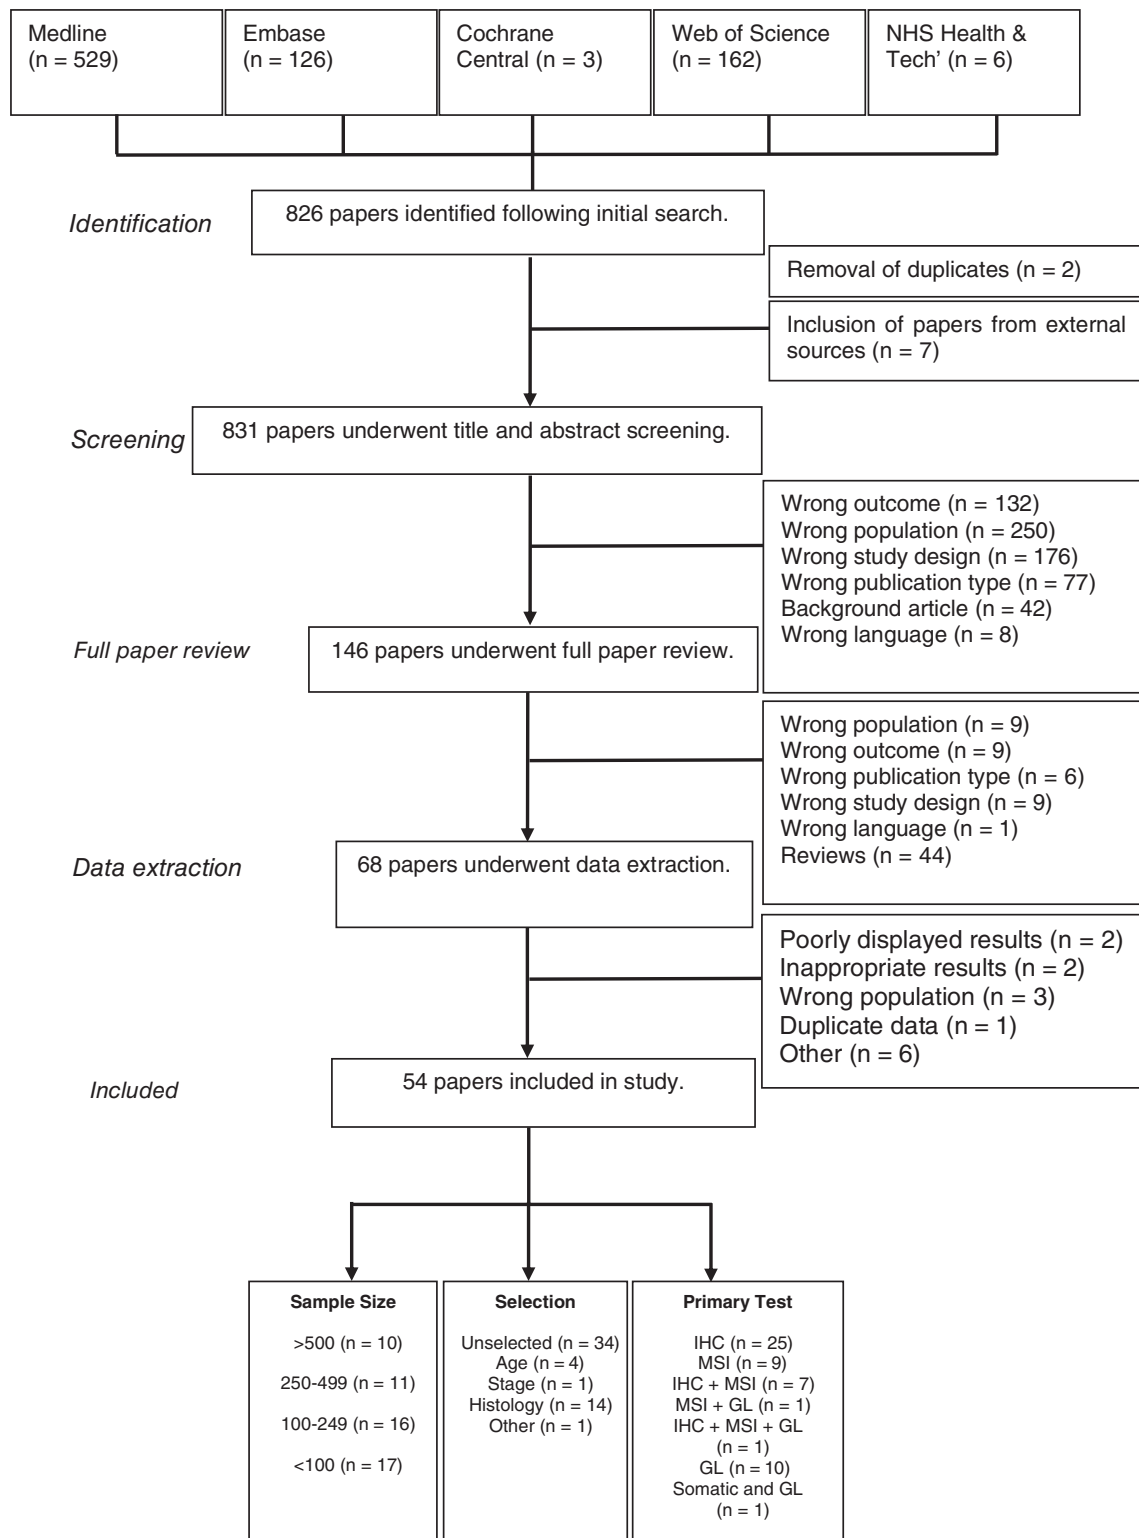 Medline
(n = 529)
Embase
(n = 126)
Cochrane
Central (n = 3)
Web of Science
(n = 162)
NHS Health &
Tech' (n = 6)
Identification
826 papers identified following initial search.
Removal of duplicates (n = 2)
Inclusion of papers from external
sources (n = 7)
Screening
831 papers underwent title and abstract screening.
Wrong outcome (n = 132)
Wrong population (n = 250)
Wrong study design (n = 176)
Wrong publication type (n = 77)
Background article (n = 42)
Wrong language (n = 8)
Full paper review
146 papers underwent full paper review.
Wrong population (n = 9)
Wrong outcome (n = 9)
Wrong publication type (n = 6)
Wrong study design (n = 9)
Wrong language (n = 1)
Reviews (n = 44)
Data extraction
68 papers underwent data extraction.
Poorly displayed results (n = 2)
Inappropriate results (n = 2)
Wrong population (n = 3)
Duplicate data (n = 1)
Other (n = 6)
Included
54 papers included in study.
Sample Size
>500 (n = 10)
250-499 (n = 11)
100-249 (n = 16)
<100 (n = 17)
Selection
Unselected (n = 34)
Age (n = 4)
Stage (n = 1)
Histology (n = 14)
Other (n = 1)
Primary Test
IHC (n = 25)
MSI (n = 9)
IHC + MSI (n = 7)
MSI + GL (n = 1)
IHC + MSI + GL
(n = 1)
GL (n = 10)
Somatic and GL
(n = 1)